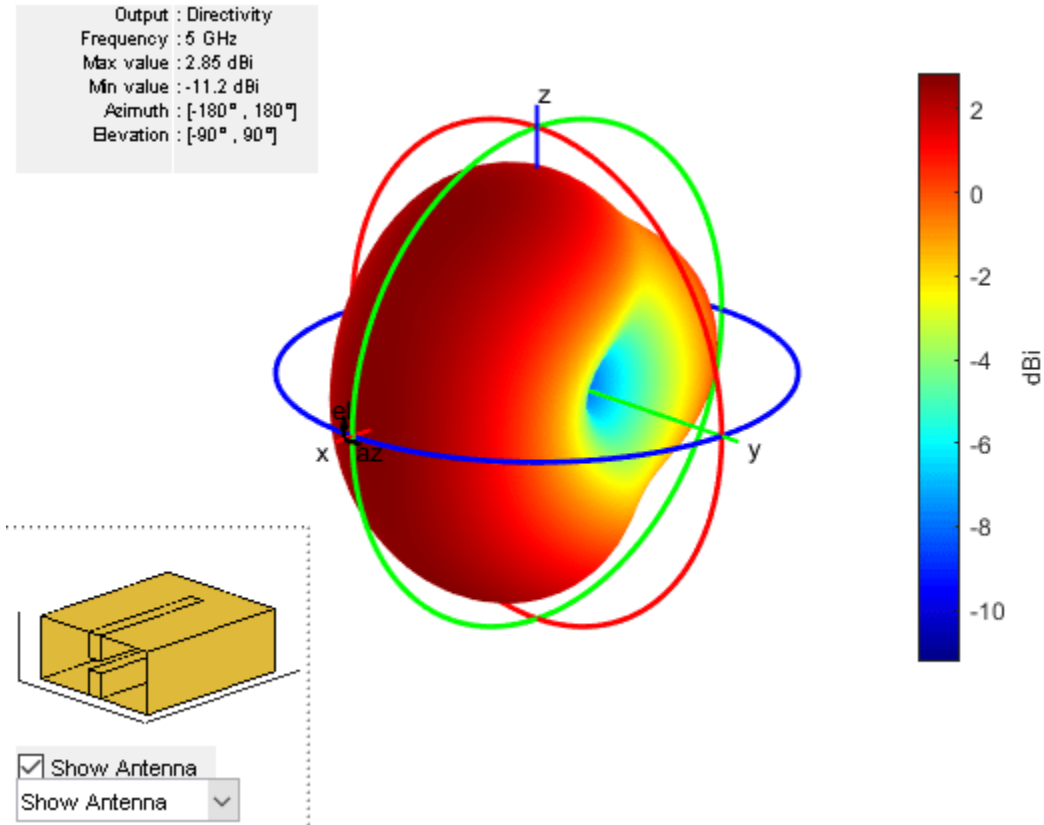 Output : Directivity
Frequency : 5 GHz
Max value : 2.85 dBi
Min value : -11.2 dBi
Azimuth : [-180° , 180°]
Elevation : [-90° , 90°]
z
x
az
el
y
2
0
-2
-4
-6
-8
-10
dBi
Show Antenna
Show Antenna